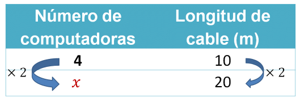 Número de computadoras Longitud de cable (m)
4 10
× 2 × 2
x 20